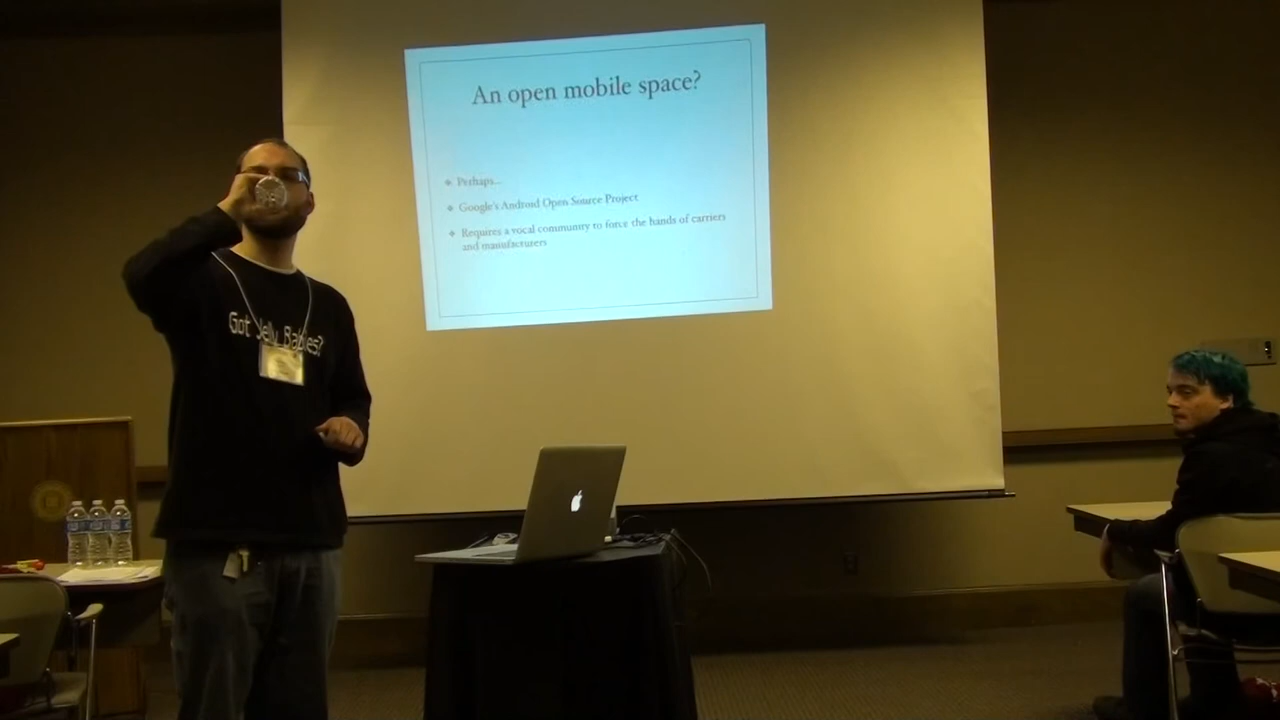 An open mobile space?
Perhaps...
Google's Android Open Source Project
Requires a vocal community to force the hands of carriers
and manufacturers
Got Jelly Babies?